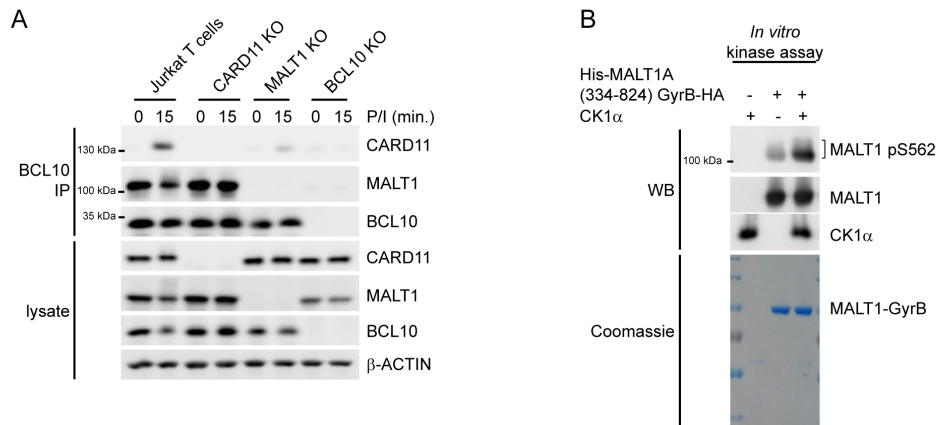 A
Jurkat T cells
CARD11 KO
MALT1 KO
BCL10 KO
0 15 0 15 0 15 0 15 P/I (min.)
BCL10
IP
130 kDa
CARD11
100 kDa
MALT1
35 kDa
BCL10
lysate
CARD11
MALT1
BCL10
β-ACTIN
B
In vitro
kinase assay
His-MALT1A
(334-824) GyrB-HA - + +
CK1α + - +
WB
100 kDa
MALT1 pS562
MALT1
CK1α
Coomassie
MALT1-GyrB